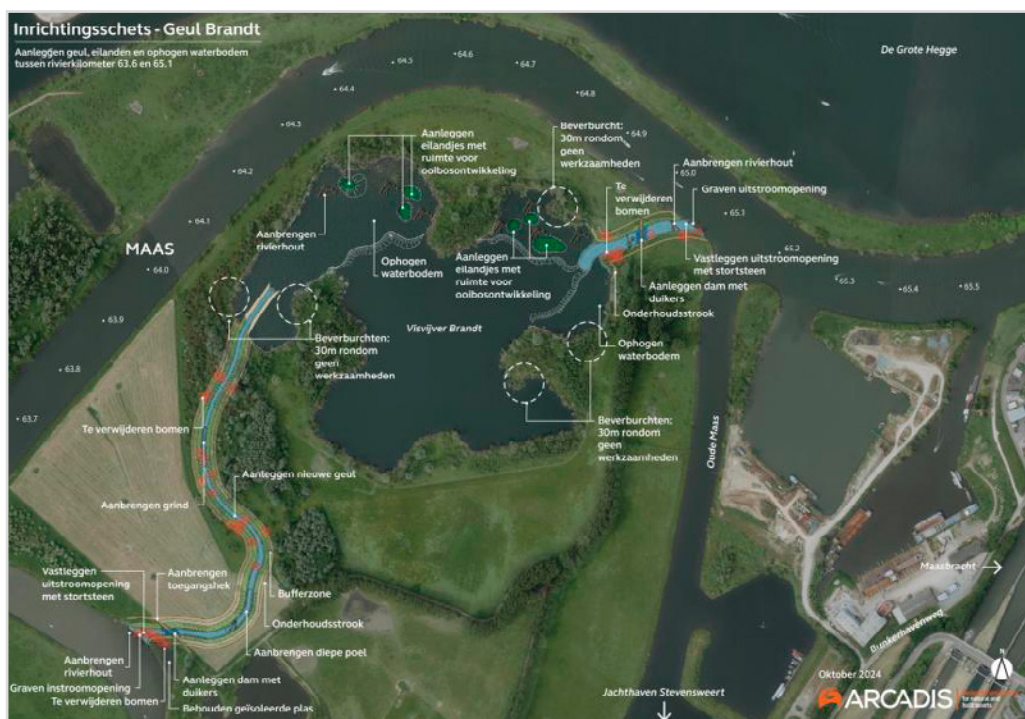 Inrichtingsschets - Geul Brandt
Aanleggen geul, eilanden en ophogen waterbodem
tussen rivierkilometer 63.6 en 65.1
De Grote Hegge
64.6
64.5
64.7
64.4
64.8
64.3
64.9
64.2
65.0
64.1
65.1
64.0
65.2
65.3
65.4
65.5
63.9
63.8
63.7
MAAS
Aanleggen
eilandjes met
ruimte voor
ooibosontwikkeling
Beverburcht:
30m rondom
geen
werkzaamheden
Aanbrengen rivierhout
Graven uitstroomopening
Te
verwijderen
bomen
Aanbrengen
rivierhout
Ophogen
waterbodem
Aanleggen
eilandjes met
ruimte voor
ooibosontwikkeling
Vastleggen uitstroomopening
met stortsteen
Aanleggen dam met
duikers
Onderhoudsstrook
Visvijver Brandt
Beverburchten:
30m rondom
geen
werkzaamheden
Ophogen
waterbodem
Te verwijderen bomen
Beverburchten:
30m rondom
geen
werkzaamheden
Oude Maas
Aanleggen nieuwe geul
Aanbrengen grind
Vastleggen
uitstroomopening
met stortsteen
Aanbrengen
toegangshek
Bufferzone
Onderhoudsstrook
Aanbrengen diepe poel
Aanbrengen
rivierhout
Graven instroomopening
Te verwijderen bomen
Aanleggen dam met
duikers
Behouden geïsoleerde plas
Maasbracht
Bunkerhavenweg
Jachthaven Stevensweert
Oktober 2024
N
ARCADIS
for natural and
built assets